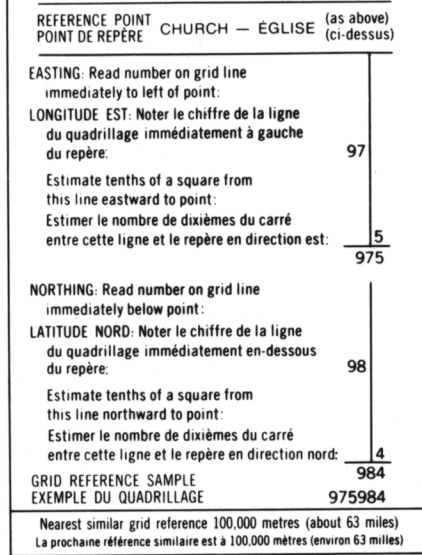 REFERENCE POINT
POINT DE REPÈRE
CHURCH — ÉGLISE
(as above)
(ci-dessus)
EASTING: Read number on grid line
immediately to left of point:
LONGITUDE EST: Noter le chiffre de la ligne
du quadrillage immédiatement à gauche
du repère: 97
Estimate tenths of a square from
this line eastward to point:
Estimer le nombre de dixièmes du carré
entre cette ligne et le repère en direction est: 5
975
NORTHING: Read number on grid line
immediately below point:
LATITUDE NORD: Noter le chiffre de la ligne
du quadrillage immédiatement en-dessous
du repère: 98
Estimate tenths of a square from
this line northward to point:
Estimer le nombre de dixièmes du carré
entre cette ligne et le repère en direction nord: 4
984
GRID REFERENCE SAMPLE
EXEMPLE DU QUADRILLAGE 975984
Nearest similar grid reference 100,000 metres (about 63 miles)
La prochaine référence similaire est à 100,000 mètres (environ 63 milles)